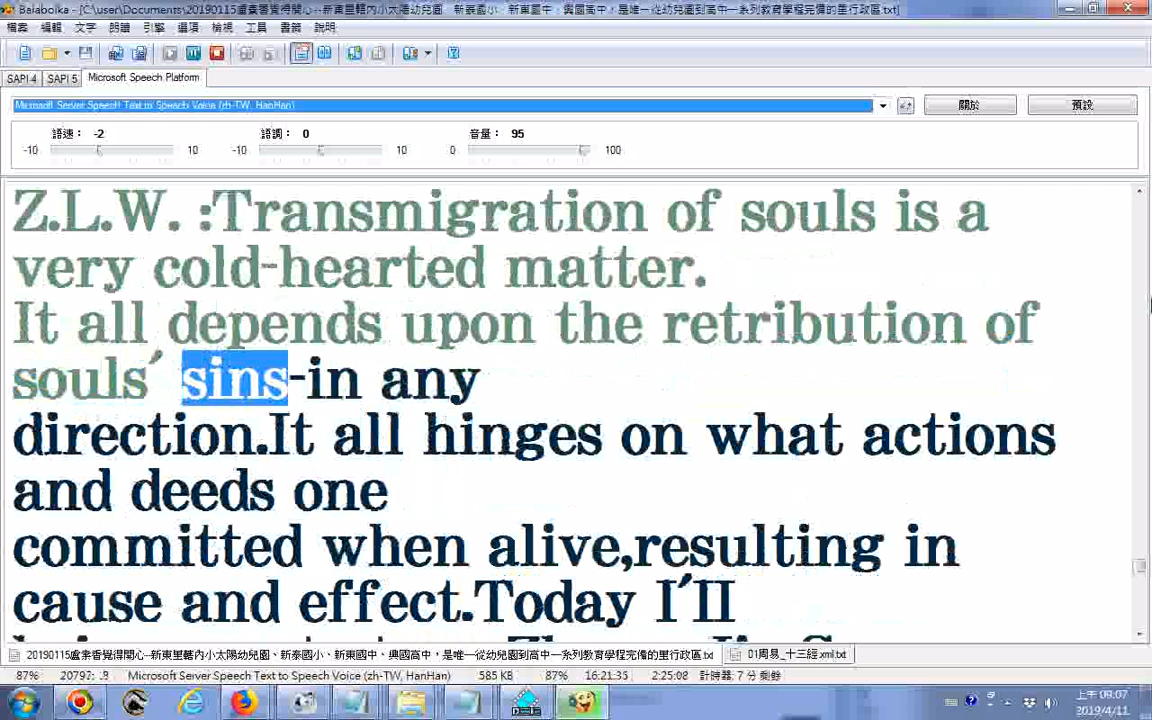 Balabolka - [C:\user\Documents\20190115盧㭍香覺得開心--新東里轄內小太陽幼兒園、新泰國小、新東國中、興國高中，是唯一從幼兒園到高中一系列教育學程完備的里行政區.txt]
檔案 編輯 文字 朗讀 引擎 選項 檢視 工具 書籤 說明
SAPI 4 SAPI 5 Microsoft Speech Platform
Microsoft Server Speech Text to Speech Voice (zh-TW, HanHan) 關於 預設
語速： -2 語調： 0 音量： 95
-10 10 -10 10 0 100
Z.L.W. :Transmigration of souls is a
very cold-hearted matter.
It all depends upon the retribution of
souls′ sins-in any
direction.It all hinges on what actions
and deeds one
committed when alive,resulting in
cause and effect.Today I′II
20190115盧㭍香覺得開心--新東里轄內小太陽幼兒園、新泰國小、新東國中、興國高中，是唯一從幼兒園到高中一系列教育學程完備的里行政區.txt 01周易_十三經.xml.txt
87% Microsoft Server Speech Text to Speech Voice (zh-TW, HanHan) 585 KB 87% 16:21:35 2:25:08 計時器: 7 分 剩餘
上午 09:07
2019/4/11